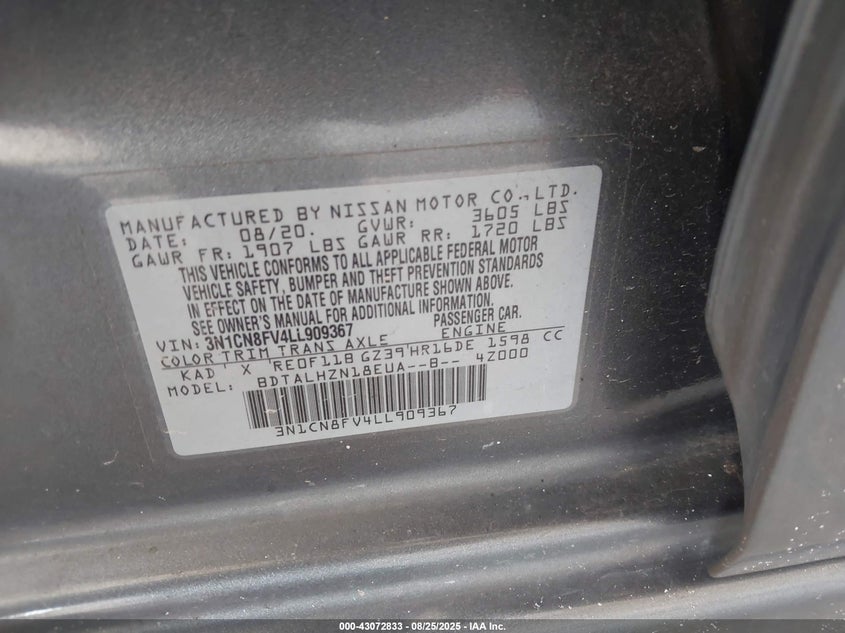 MANUFACTURED BY NISSAN MOTOR CO.,LTD.
DATE: 08/20. GVWR: 3605 LBS
GAWR FR: 1907 LBS GAWR RR: 1720 LBS
THIS VEHICLE CONFORMS TO ALL APPLICABLE FEDERAL MOTOR
VEHICLE SAFETY, BUMPER AND THEFT PREVENTION STANDARDS
IN EFFECT ON THE DATE OF MANUFACTURE SHOWN ABOVE.
SEE OWNER'S MANUAL FOR ADDITIONAL INFORMATION.
VIN: 3N1CN8FV4LL909367 PASSENGER CAR.
COLOR TRIM TRANS AXLE ENGINE
KAD X RE0F11B GZ39 HR16DE 1598 CC
MODEL: BDTALHZN18EUA--B-- 4Z000
3N1CN8FV4LL909367
000-43072833 - 08/25/2025 - IAA Inc.